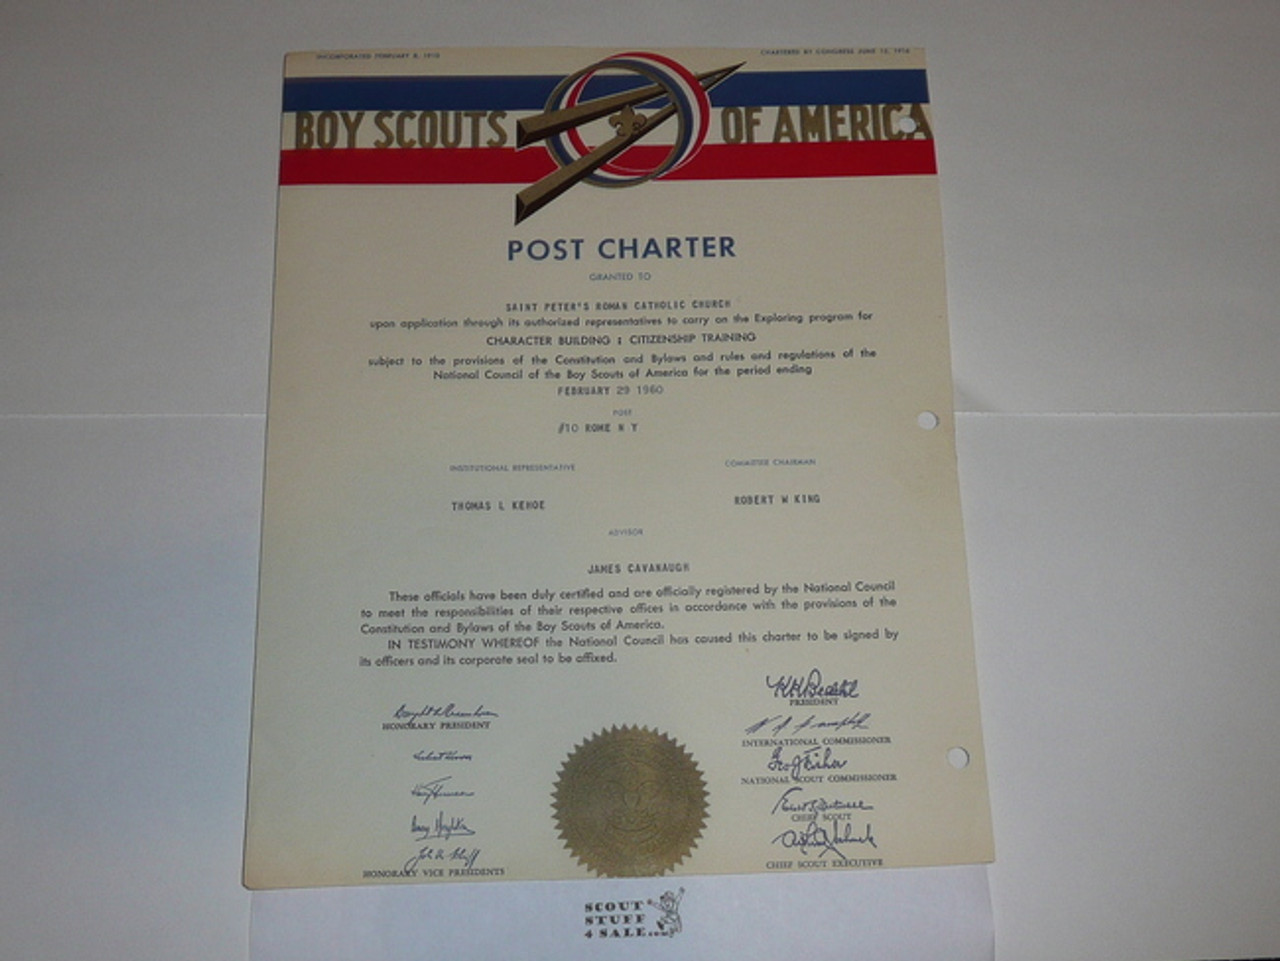 INCORPORATED FEBRUARY 8, 1910
CHARTERED BY CONGRESS JUNE 15, 1916
BOY SCOUTS OF AMERICA
POST CHARTER
GRANTED TO
SAINT PETER'S ROMAN CATHOLIC CHURCH
upon application through its authorized representatives to carry on the Exploring program for
CHARACTER BUILDING : CITIZENSHIP TRAINING
subject to the provisions of the Constitution and Bylaws and rules and regulations of the
National Council of the Boy Scouts of America for the period ending
FEBRUARY 29 1960
POST
#10 ROME N Y
INSTITUTIONAL REPRESENTATIVE
COMMITTEE CHAIRMAN
THOMAS L KEHOE
ROBERT W KING
ADVISOR
JAMES CAVANAUGH
These officials have been duly certified and are officially registered by the National Council
to meet the responsibilities of their respective offices in accordance with the provisions of the
Constitution and Bylaws of the Boy Scouts of America.
IN TESTIMONY WHEREOF the National Council has caused this charter to be signed by
its officers and its corporate seal to be affixed.
HONORARY PRESIDENT
HONORARY VICE PRESIDENTS
PRESIDENT
INTERNATIONAL COMMISSIONER
NATIONAL SCOUT COMMISSIONER
CHIEF SCOUT
CHIEF SCOUT EXECUTIVE
SCOUT
STUFF
4 SALE.com